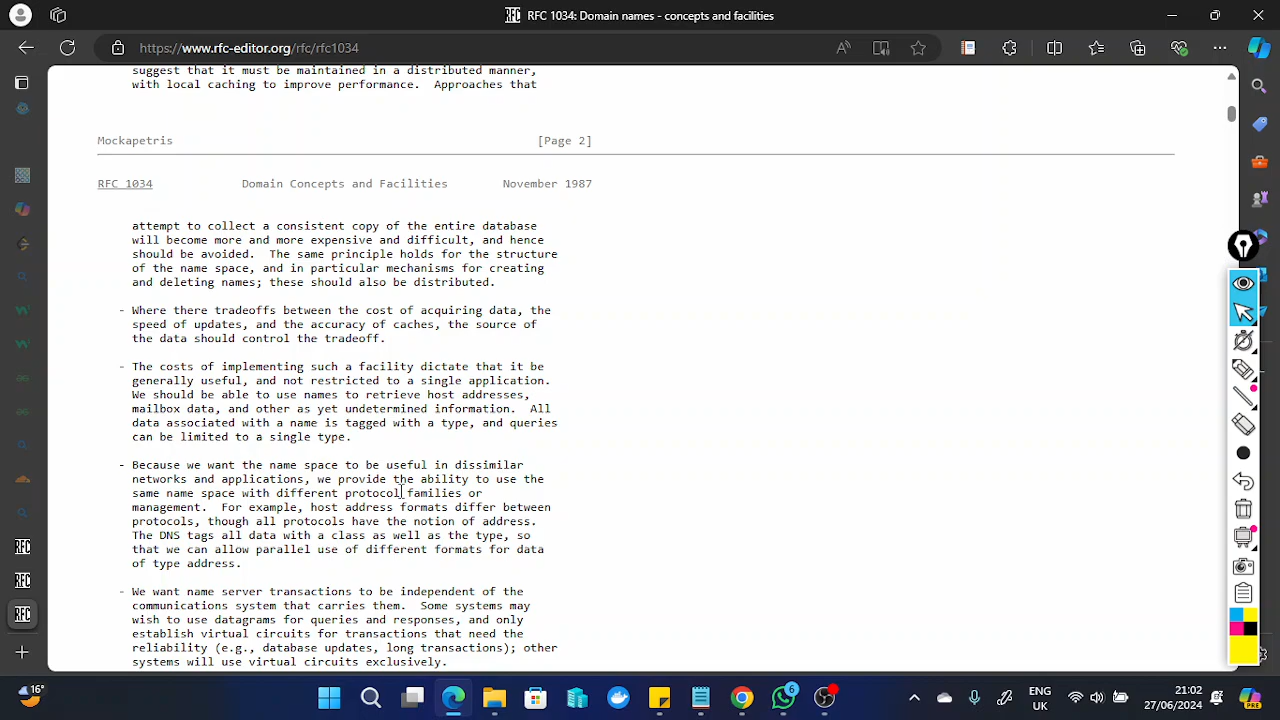 RFC 1034: Domain names - concepts and facilities
https://www.rfc-editor.org/rfc/rfc1034
suggest that it must be maintained in a distributed manner,
with local caching to improve performance.  Approaches that
Mockapetris [Page 2]
RFC 1034 Domain Concepts and Facilities November 1987
attempt to collect a consistent copy of the entire database
will become more and more expensive and difficult, and hence
should be avoided.  The same principle holds for the structure
of the name space, and in particular mechanisms for creating
and deleting names; these should also be distributed.
- Where there tradeoffs between the cost of acquiring data, the
speed of updates, and the accuracy of caches, the source of
the data should control the tradeoff.
- The costs of implementing such a facility dictate that it be
generally useful, and not restricted to a single application.
We should be able to use names to retrieve host addresses,
mailbox data, and other as yet undetermined information.  All
data associated with a name is tagged with a type, and queries
can be limited to a single type.
- Because we want the name space to be useful in dissimilar
networks and applications, we provide the ability to use the
same name space with different protocol families or
management.  For example, host address formats differ between
protocols, though all protocols have the notion of address.
The DNS tags all data with a class as well as the type, so
that we can allow parallel use of different formats for data
of type address.
- We want name server transactions to be independent of the
communications system that carries them.  Some systems may
wish to use datagrams for queries and responses, and only
establish virtual circuits for transactions that need the
reliability (e.g., database updates, long transactions); other
systems will use virtual circuits exclusively.
16°
6
ENG
UK
21:02
27/06/2024
PRE